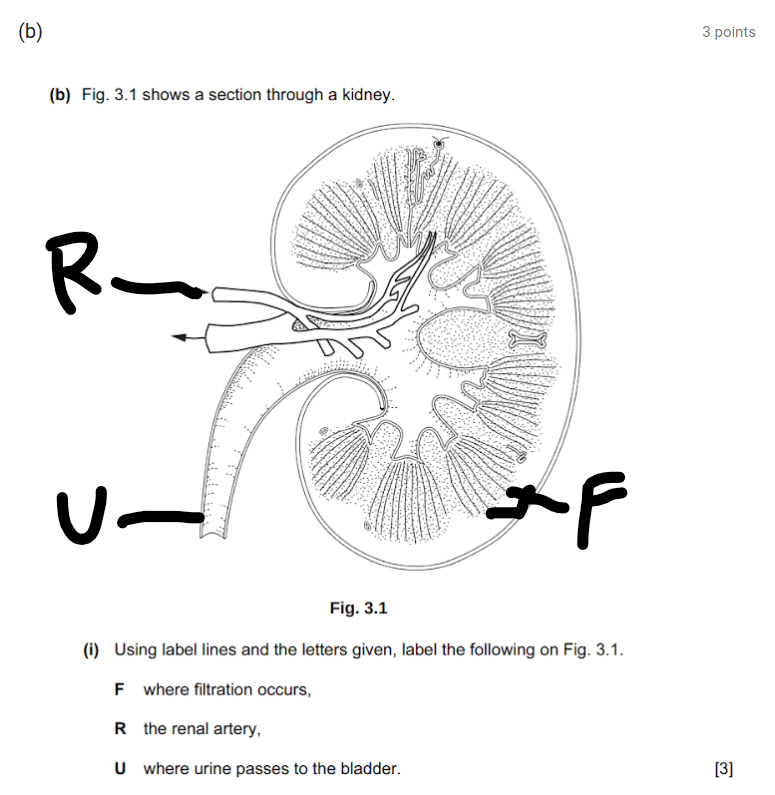 (b)
3 points
(b) Fig. 3.1 shows a section through a kidney.
R
U
F
Fig. 3.1
(i) Using label lines and the letters given, label the following on Fig. 3.1.
F where filtration occurs,
R the renal artery,
U where urine passes to the bladder. [3]